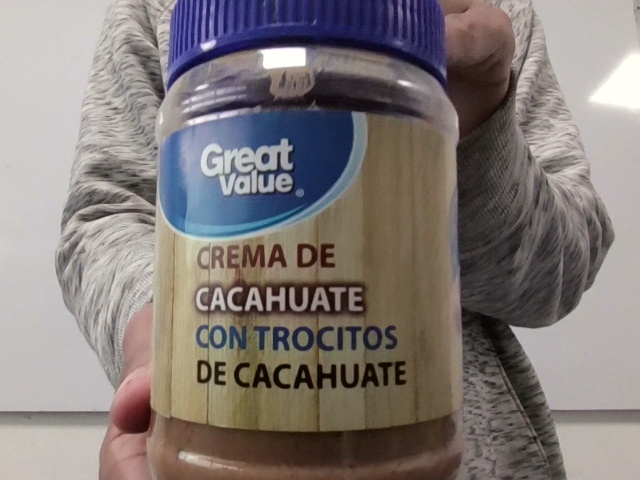 Great
Value®
CREMA DE
CACAHUATE
CON TROCITOS
DE CACAHUATE